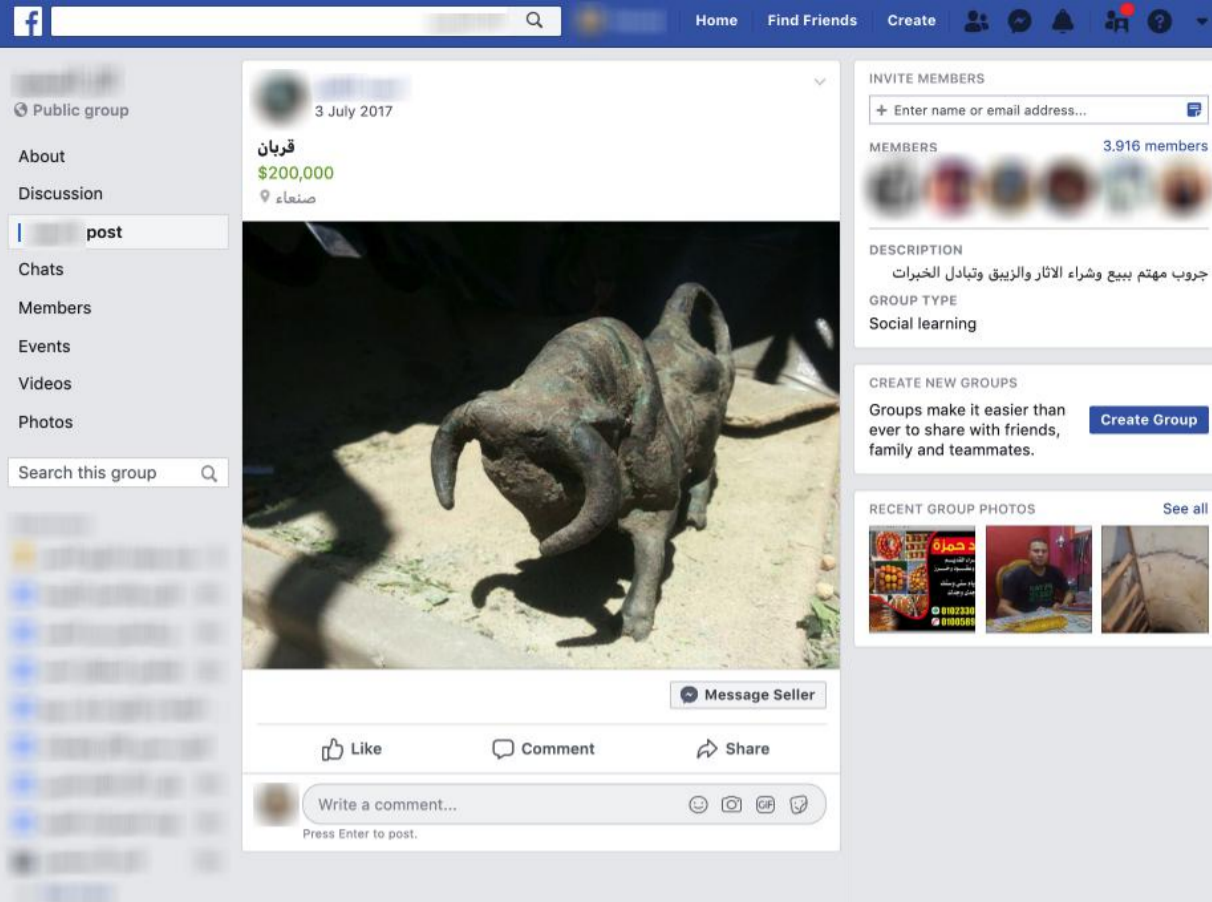 f
Home
Find Friends
Create
Public group
About
Discussion
post
Chats
Members
Events
Videos
Photos
Search this group
3 July 2017
قربان
$200,000
صنعاء
Message Seller
Like
Comment
Share
Write a comment...
GIF
Press Enter to post.
INVITE MEMBERS
+ Enter name or email address...
MEMBERS
3.916 members
DESCRIPTION
جروب مهتم ببيع وشراء الاثار والزيبق وتبادل الخبرات
GROUP TYPE
Social learning
CREATE NEW GROUPS
Groups make it easier than
ever to share with friends,
family and teammates.
Create Group
RECENT GROUP PHOTOS
See all
د حمزة
0102330
0100589